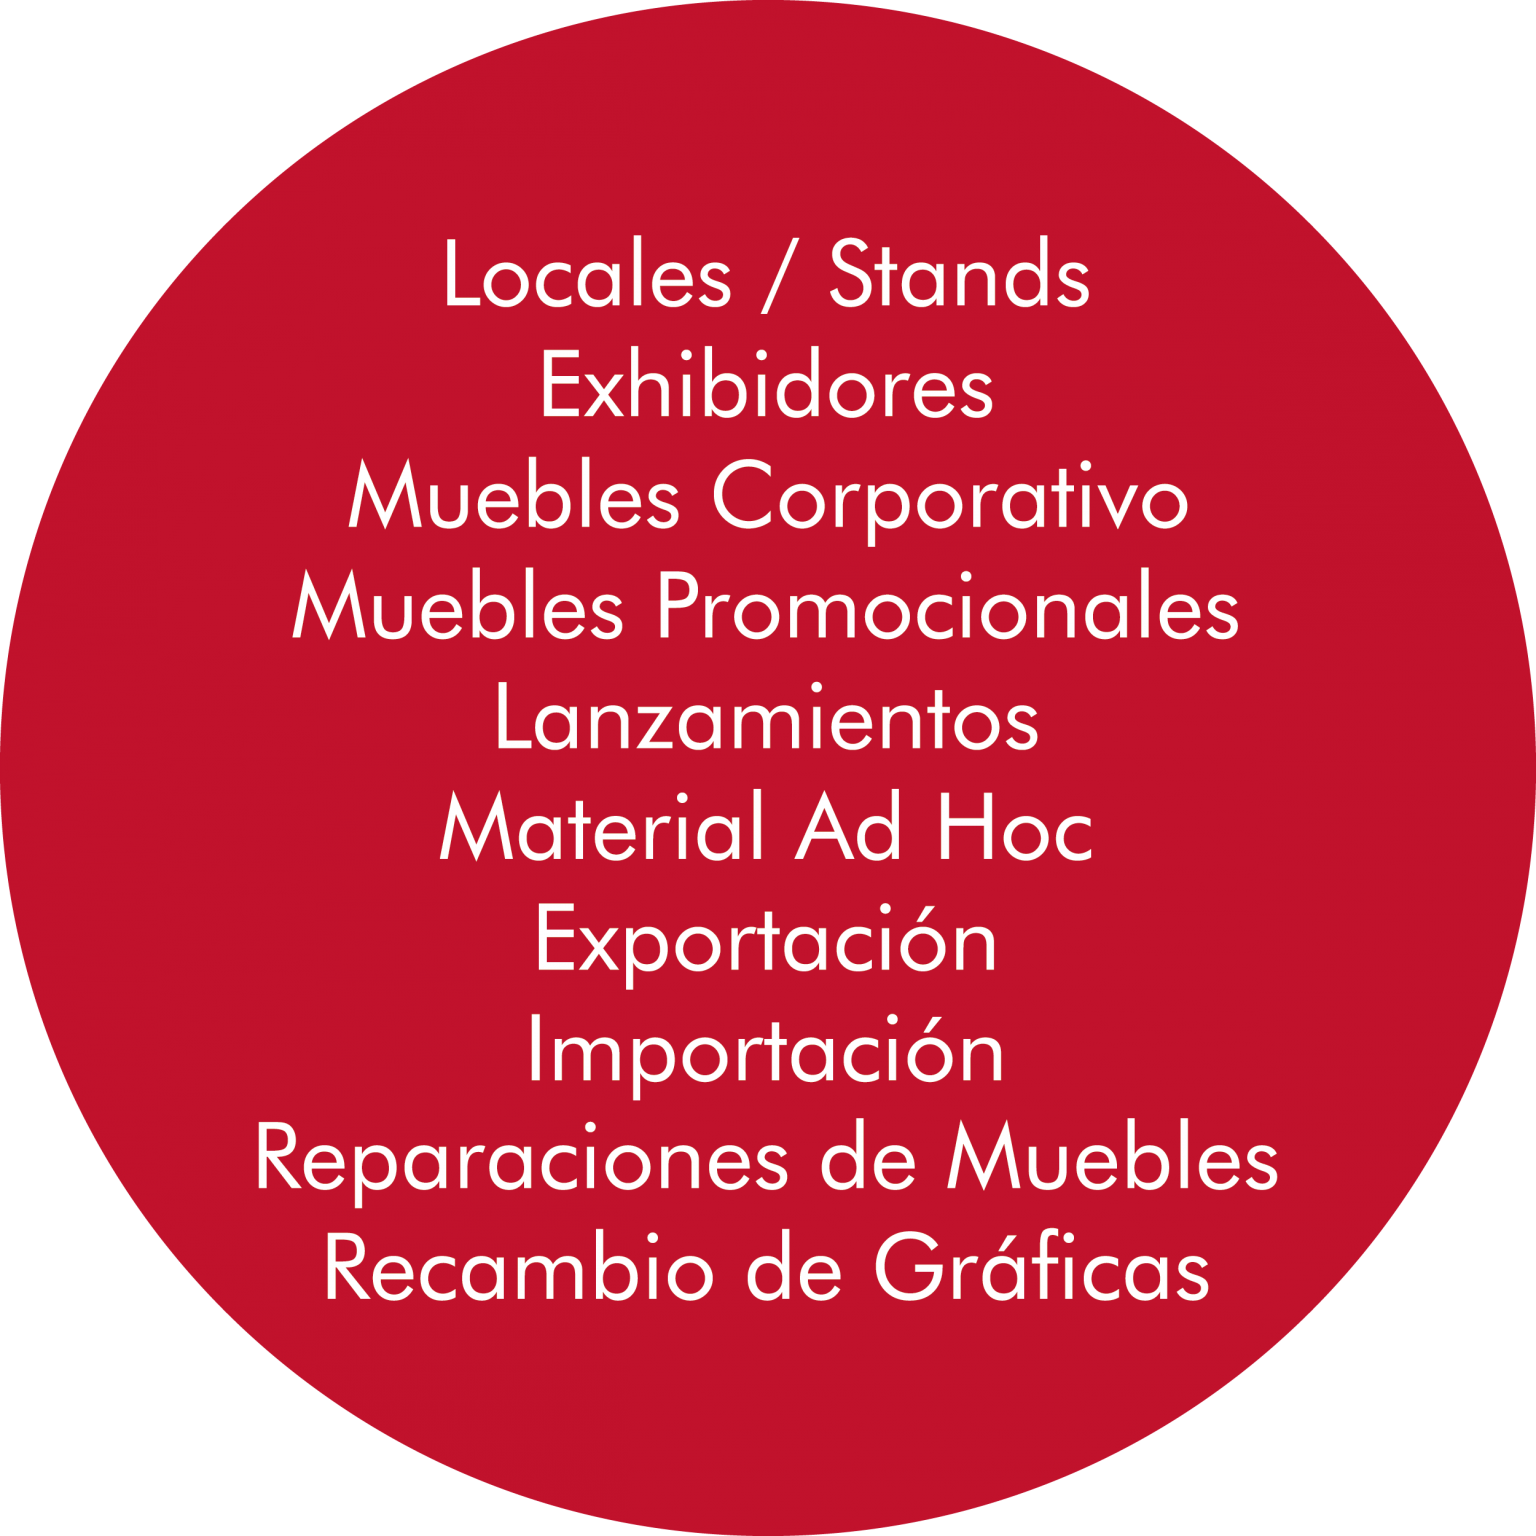 Locales / Stands
Exhibidores
Muebles Corporativo
Muebles Promocionales
Lanzamientos
Material Ad Hoc
Exportación
Importación
Reparaciones de Muebles
Recambio de Gráficas